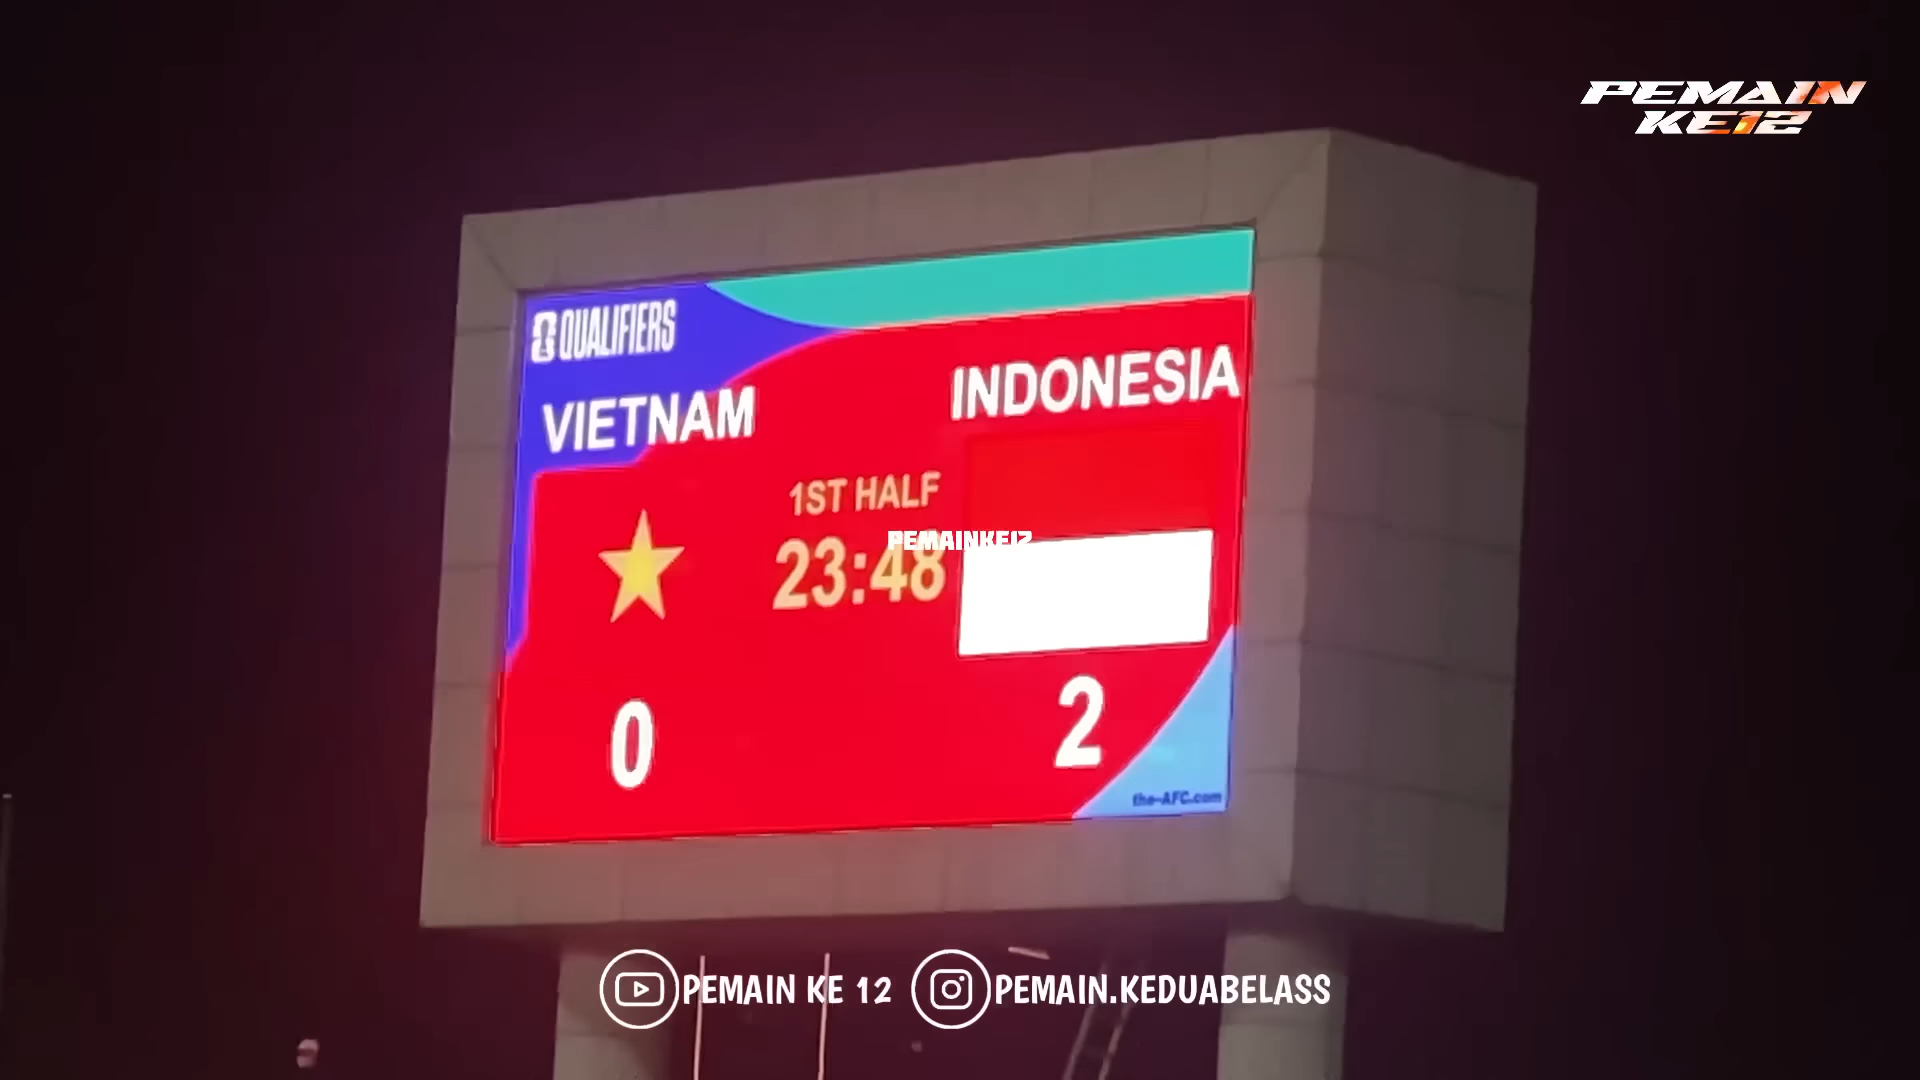 PEMAIN
KE12
QUALIFIERS
VIETNAM
INDONESIA
1ST HALF
23:48
PEMAINKE12
0
2
the-AFC.com
PEMAIN KE 12
PEMAIN.KEDUABELASS